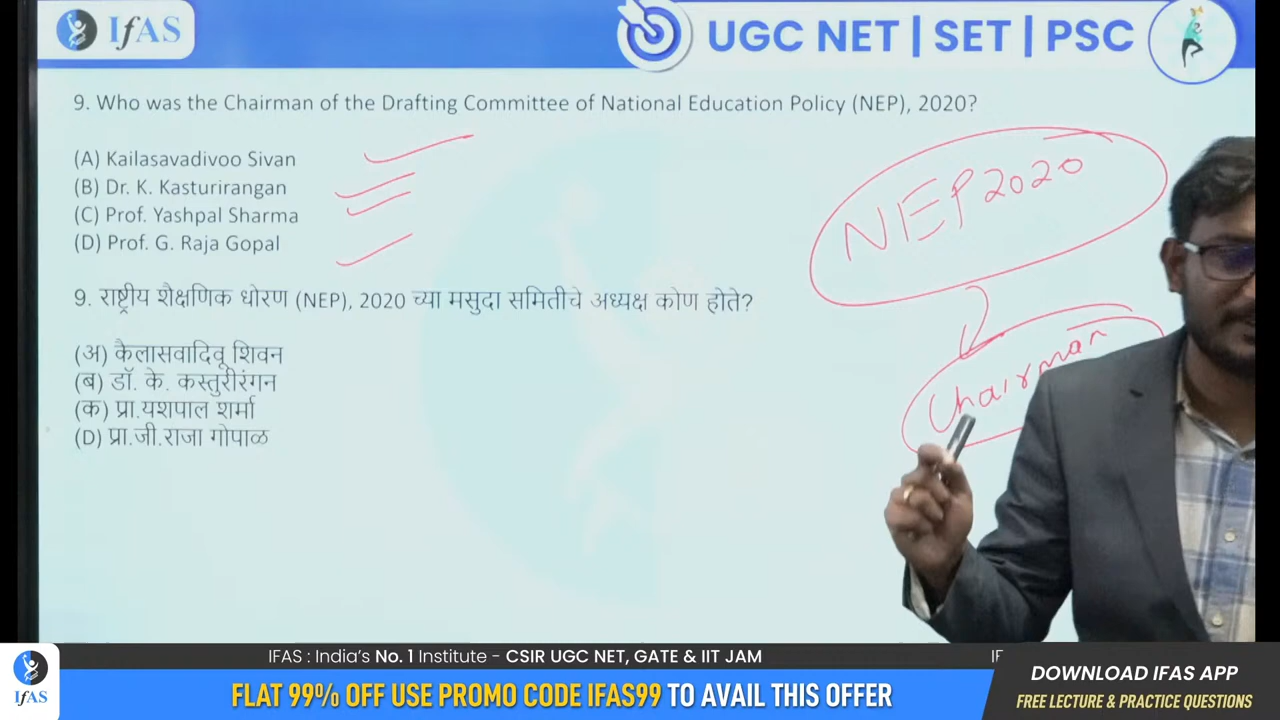 IfAS
UGC NET | SET | PSC
9. Who was the Chairman of the Drafting Committee of National Education Policy (NEP), 2020?
(A) Kailasavadivoo Sivan
(B) Dr. K. Kasturirangan
(C) Prof. Yashpal Sharma
(D) Prof. G. Raja Gopal
NEP 2020
Chairman
9. राष्ट्रीय शैक्षणिक धोरण (NEP), 2020 च्या मसुदा समितीचे अध्यक्ष कोण होते?
(अ) कैलासवादिवू शिवन
(ब) डॉ. के. कस्तुरीरंगन
(क) प्रा.यशपाल शर्मा
(D) प्रा.जी.राजा गोपाळ
IFAS : India's No. 1 Institute - CSIR UGC NET, GATE & IIT JAM
IF
IfAS
FLAT 99% OFF USE PROMO CODE IFAS99 TO AVAIL THIS OFFER
DOWNLOAD IFAS APP
FREE LECTURE & PRACTICE QUESTIONS